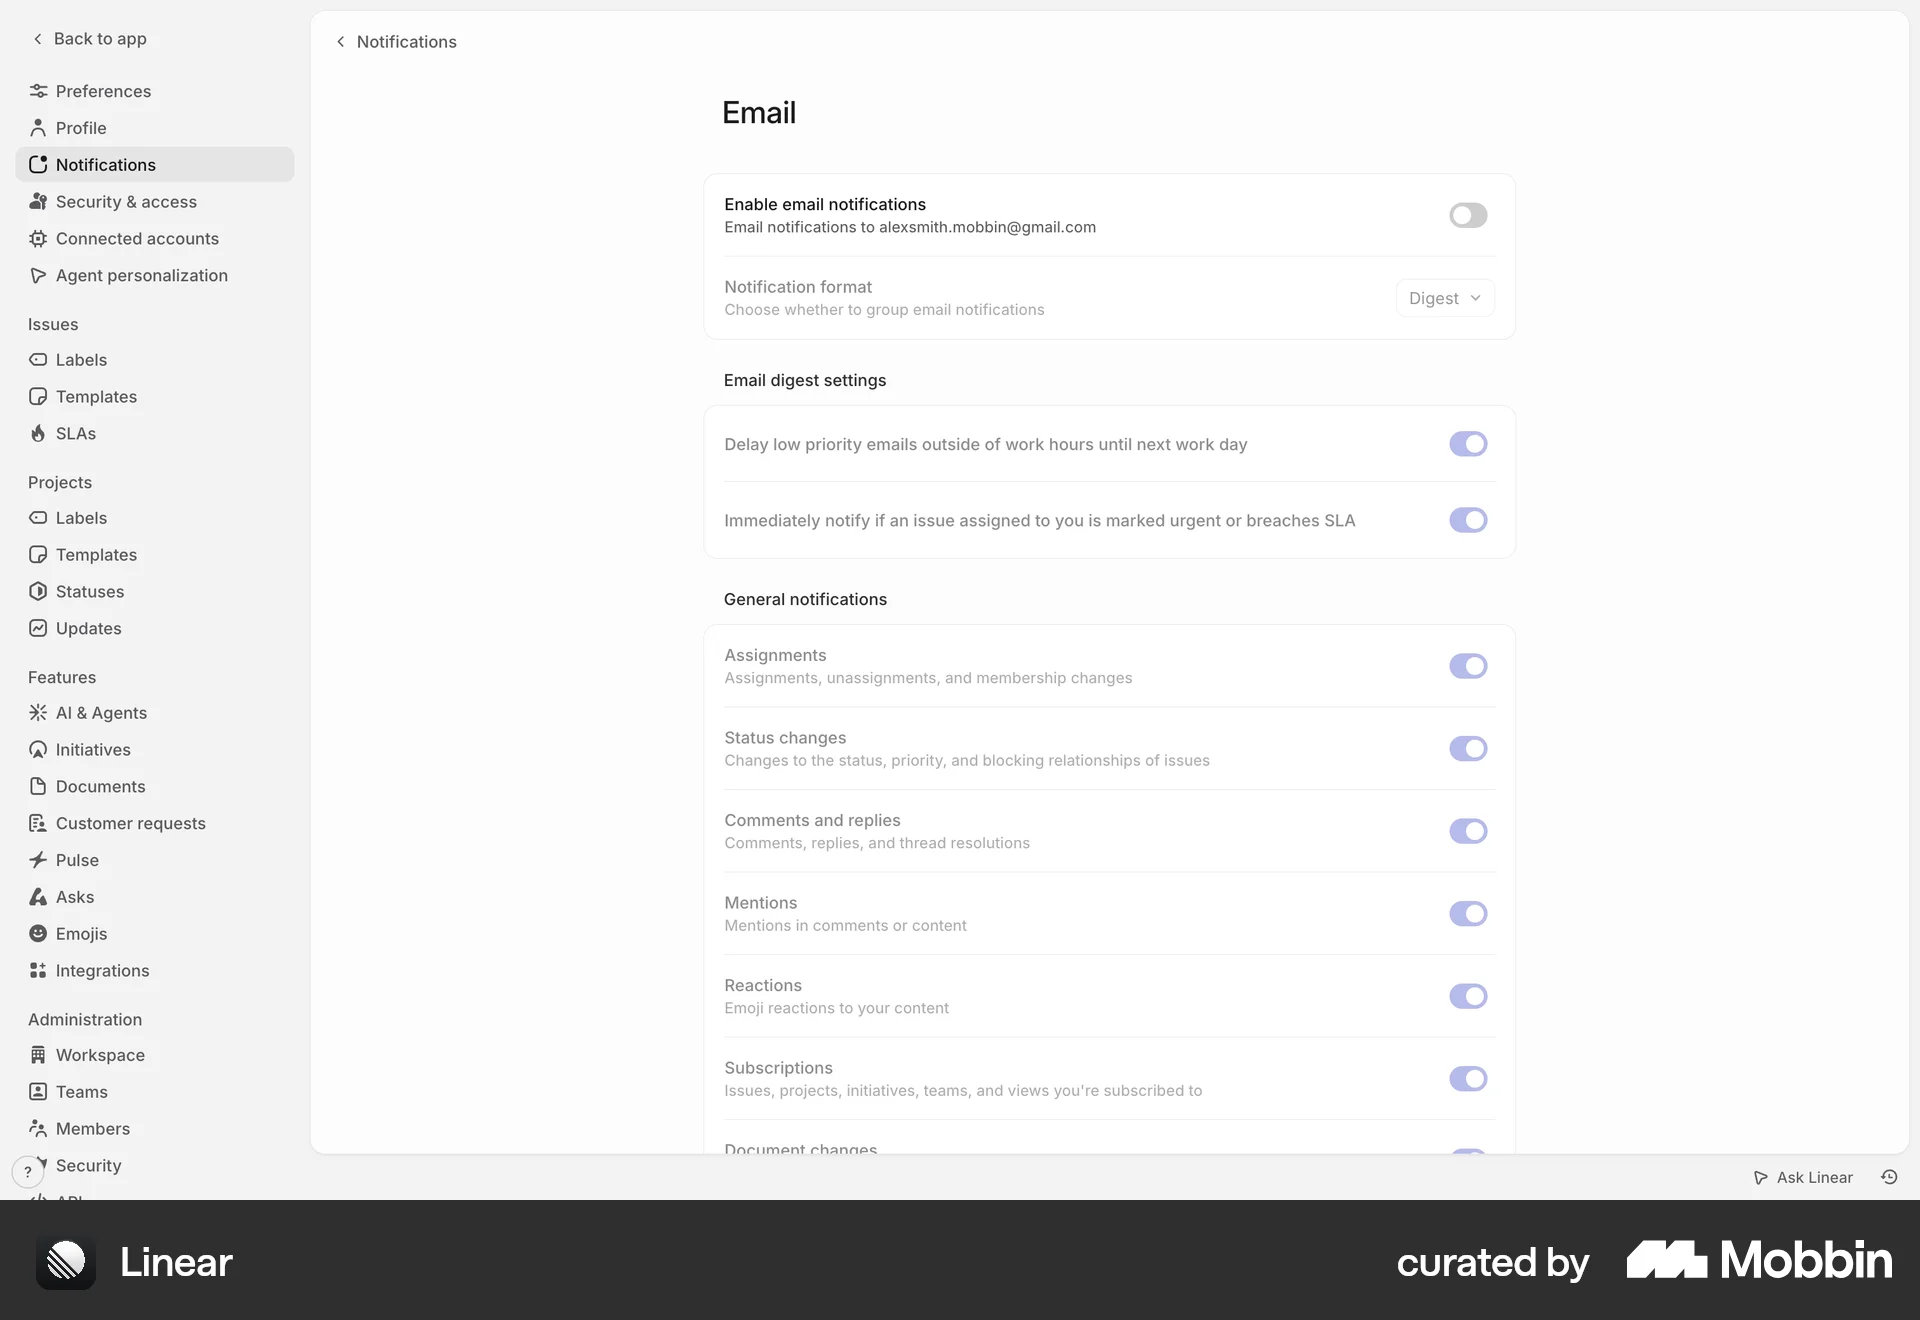 Back to app
Preferences
Profile
Notifications
Security & access
Connected accounts
Agent personalization
Issues
Labels
Templates
SLAs
Projects
Labels
Templates
Statuses
Updates
Features
AI & Agents
Initiatives
Documents
Customer requests
Pulse
Asks
Emojis
Integrations
Administration
Workspace
Teams
Members
Security
API
?
Notifications
Email
Enable email notifications
Email notifications to alexsmith.mobbin@gmail.com
Notification format
Choose whether to group email notifications
Digest
Email digest settings
Delay low priority emails outside of work hours until next work day
Immediately notify if an issue assigned to you is marked urgent or breaches SLA
General notifications
Assignments
Assignments, unassignments, and membership changes
Status changes
Changes to the status, priority, and blocking relationships of issues
Comments and replies
Comments, replies, and thread resolutions
Mentions
Mentions in comments or content
Reactions
Emoji reactions to your content
Subscriptions
Issues, projects, initiatives, teams, and views you're subscribed to
Document changes
Ask Linear
Linear
curated by Mobbin